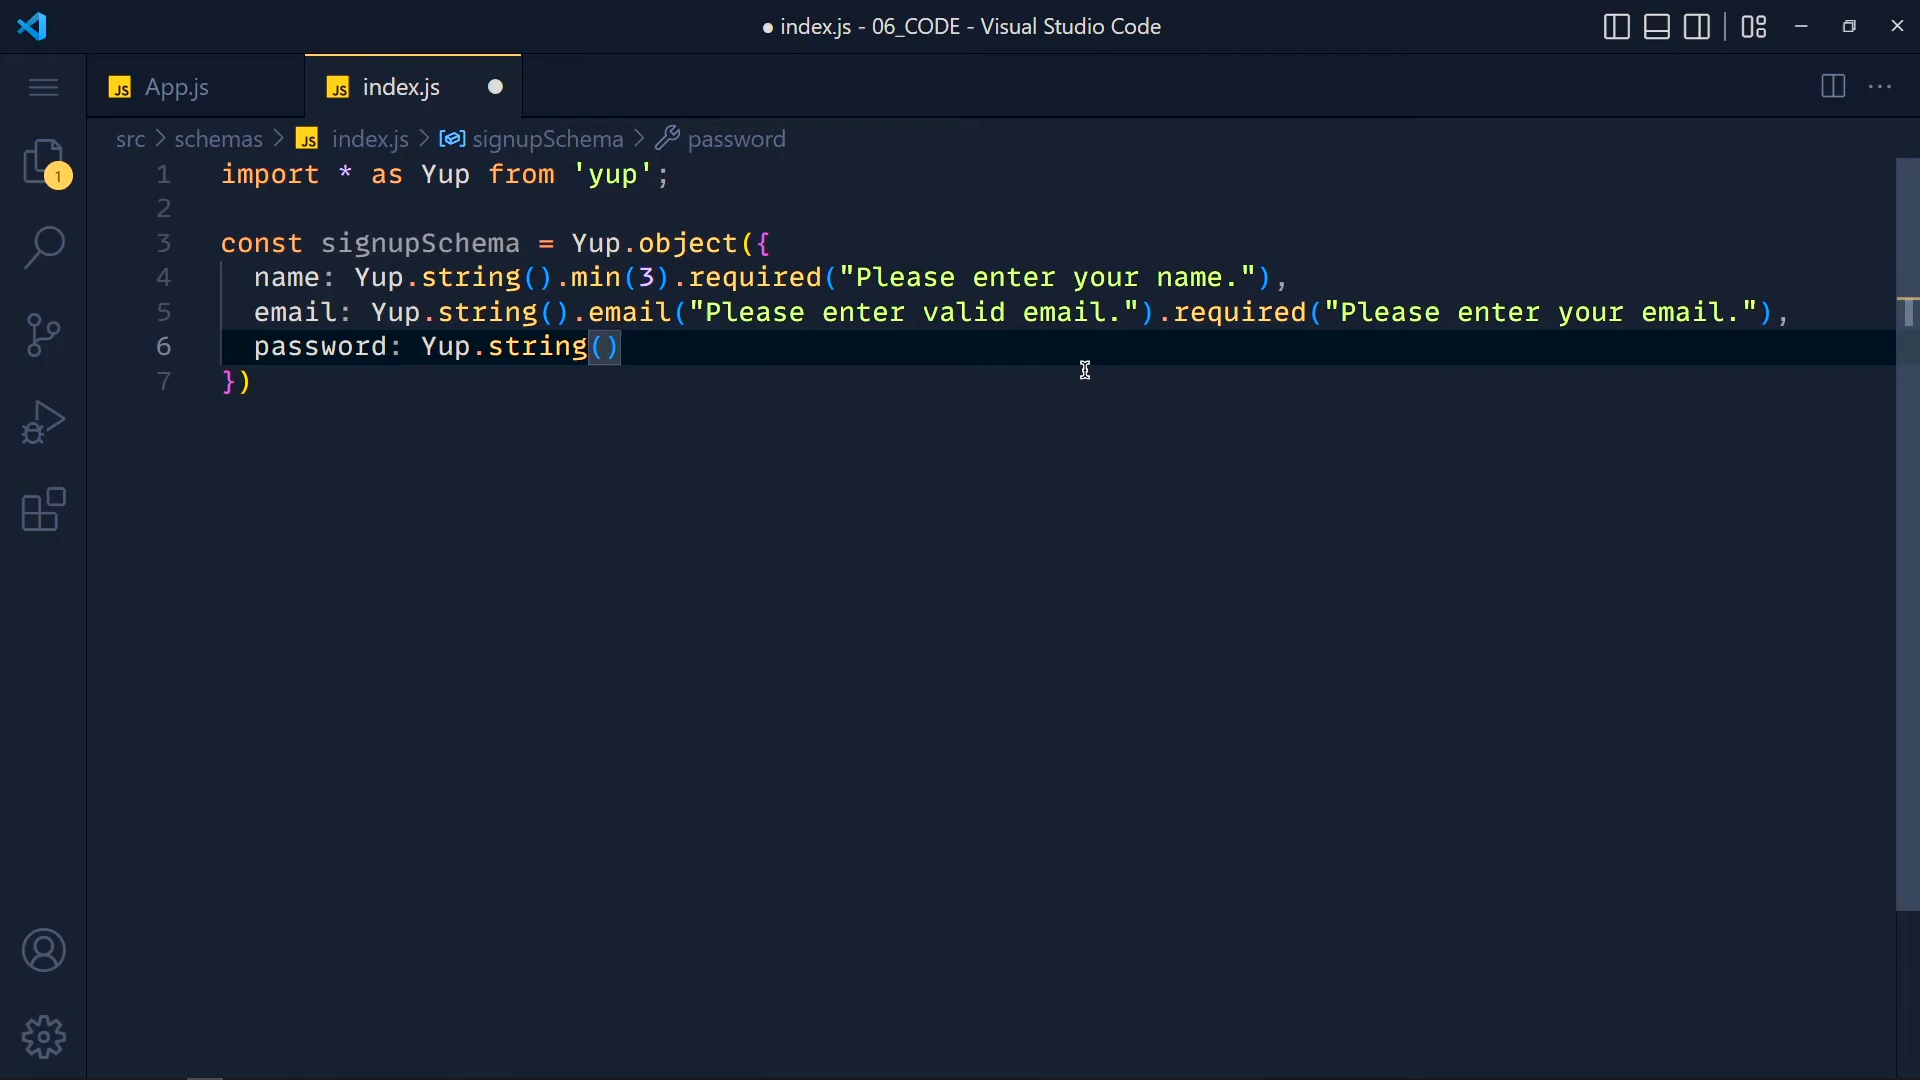 ● index.js - 06_CODE - Visual Studio Code
JS App.js
JS index.js ●
src > schemas > JS index.js > signupSchema > password
1
1 import * as Yup from 'yup';
2
3 const signupSchema = Yup.object({
4 name: Yup.string().min(3).required("Please enter your name."),
5 email: Yup.string().email("Please enter valid email.").required("Please enter your email."),
6 password: Yup.string()
7 })